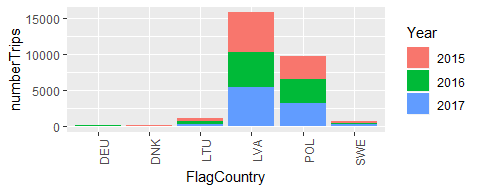 15000
10000
5000
0
numberTrips
DEU
DNK
LTU
LVA
POL
SWE
FlagCountry
Year
2015
2016
2017